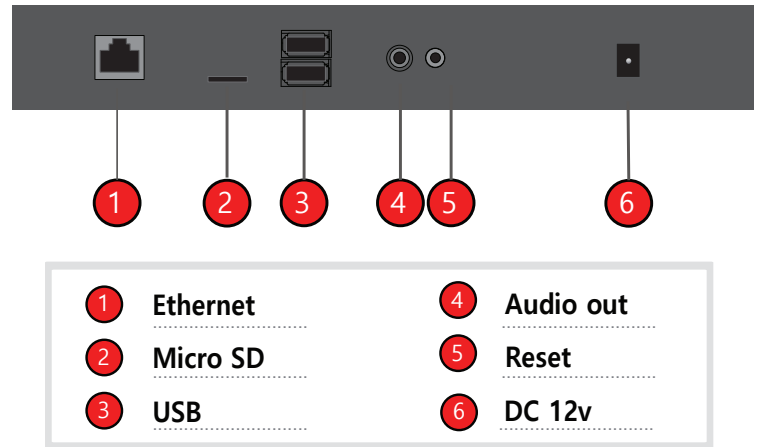 1 2 3 4 5 6
1 Ethernet
2 Micro SD
3 USB
4 Audio out
5 Reset
6 DC 12v